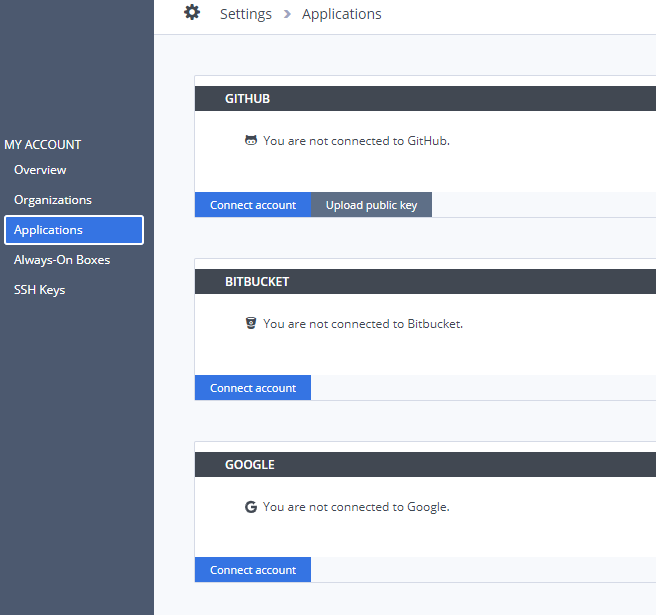 Settings > Applications
MY ACCOUNT
Overview
Organizations
Applications
Always-On Boxes
SSH Keys
GITHUB
You are not connected to GitHub.
Connect account Upload public key
BITBUCKET
You are not connected to Bitbucket.
Connect account
GOOGLE
You are not connected to Google.
Connect account